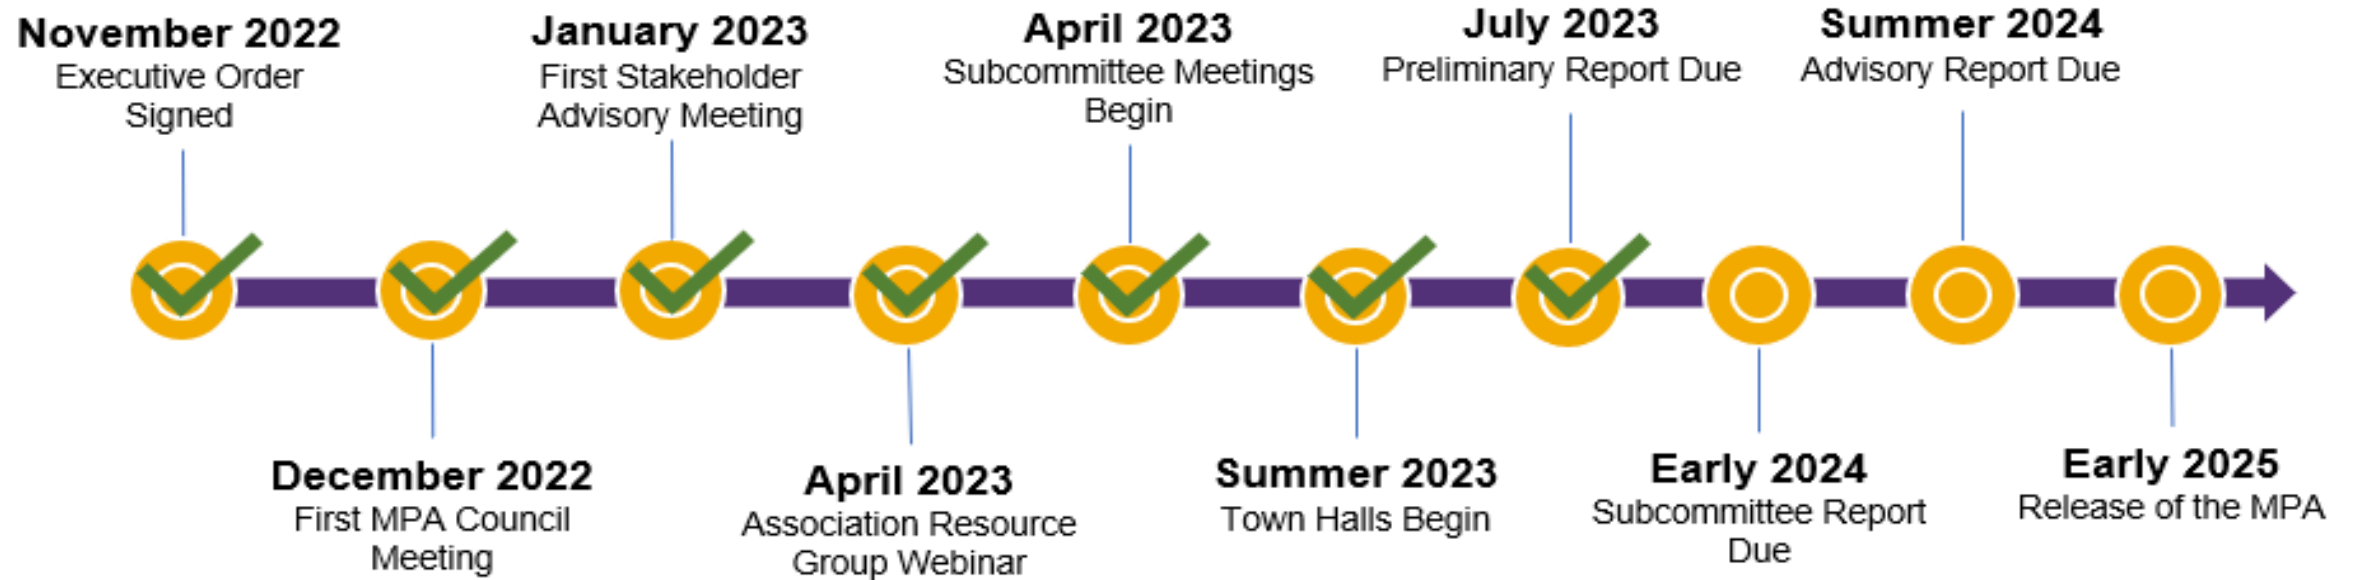 November 2022
Executive Order
Signed
December 2022
First MPA Council
Meeting
January 2023
First Stakeholder
Advisory Meeting
April 2023
Association Resource
Group Webinar
April 2023
Subcommittee Meetings
Begin
Summer 2023
Town Halls Begin
July 2023
Preliminary Report Due
Early 2024
Subcommittee Report
Due
Summer 2024
Advisory Report Due
Early 2025
Release of the MPA